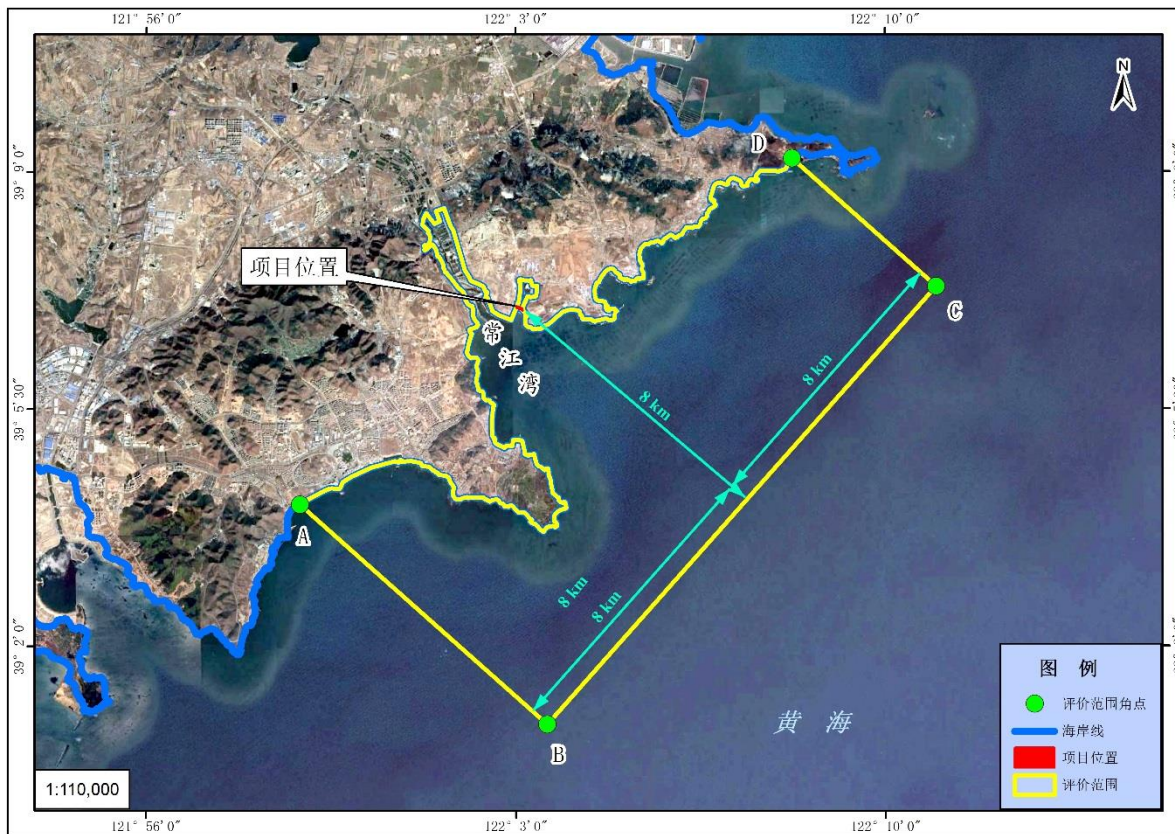 121° 56′ 0″
122° 3′ 0″
122° 10′ 0″
N
D
39° 9′ 0″
项目位置
C
常
江
湾
8 km
8 km
39° 5′ 30″
A
8 km
8 km
39° 2′ 0″
B
黄 海
图 例
评价范围角点
海岸线
项目位置
评价范围
1:110,000
121° 56′ 0″
122° 3′ 0″
122° 10′ 0″